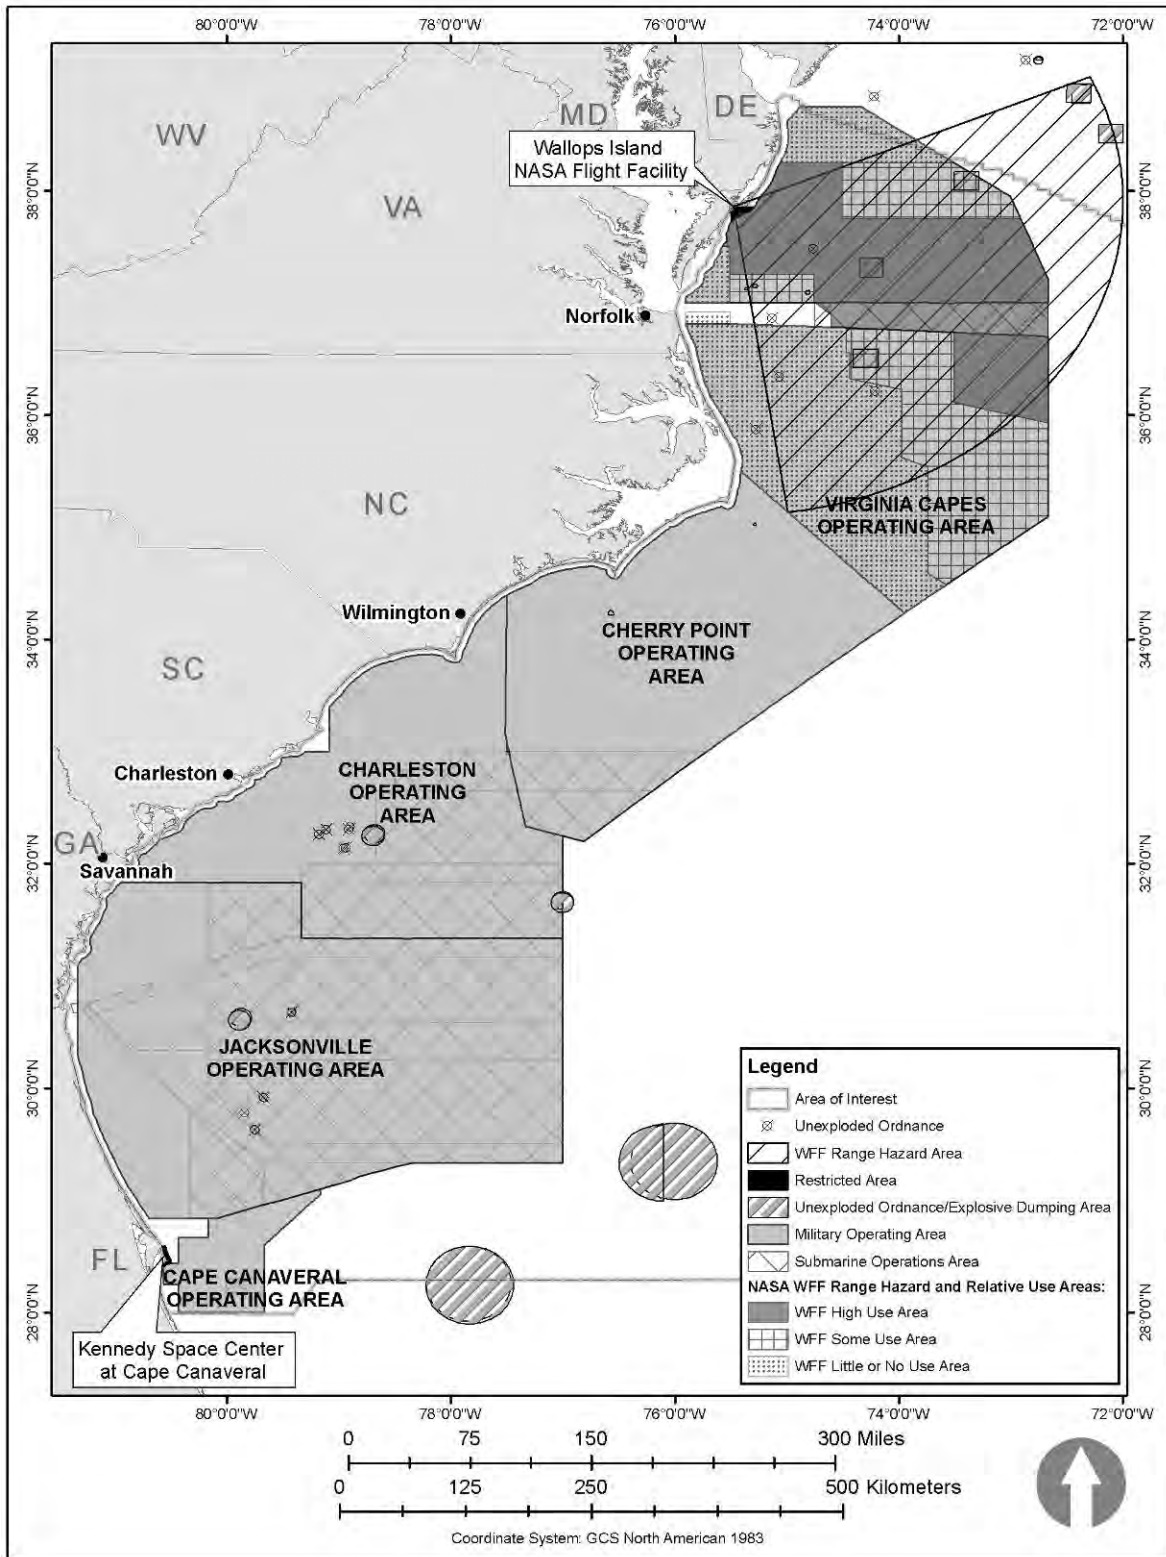 80°0'0"W
78°0'0"W
76°0'0"W
74°0'0"W
72°0'0"W
WV
MD
DE
Wallops Island
NASA Flight Facility
VA
38°0'0"N
38°0'0"N
Norfolk
36°0'0"N
36°0'0"N
NC
VIRGINIA CAPES
OPERATING AREA
Wilmington
34°0'0"N
34°0'0"N
CHERRY POINT
OPERATING
AREA
SC
Charleston
CHARLESTON
OPERATING
AREA
GA
Savannah
32°0'0"N
32°0'0"N
JACKSONVILLE
OPERATING AREA
30°0'0"N
30°0'0"N
FL
CAPE CANAVERAL
OPERATING AREA
28°0'0"N
28°0'0"N
Kennedy Space Center
at Cape Canaveral
Legend
Area of Interest
Unexploded Ordnance
WFF Range Hazard Area
Restricted Area
Unexploded Ordnance/Explosive Dumping Area
Military Operating Area
Submarine Operations Area
NASA WFF Range Hazard and Relative Use Areas:
WFF High Use Area
WFF Some Use Area
WFF Little or No Use Area
80°0'0"W
78°0'0"W
76°0'0"W
74°0'0"W
72°0'0"W
0 75 150 300 Miles
0 125 250 500 Kilometers
Coordinate System: GCS North American 1983